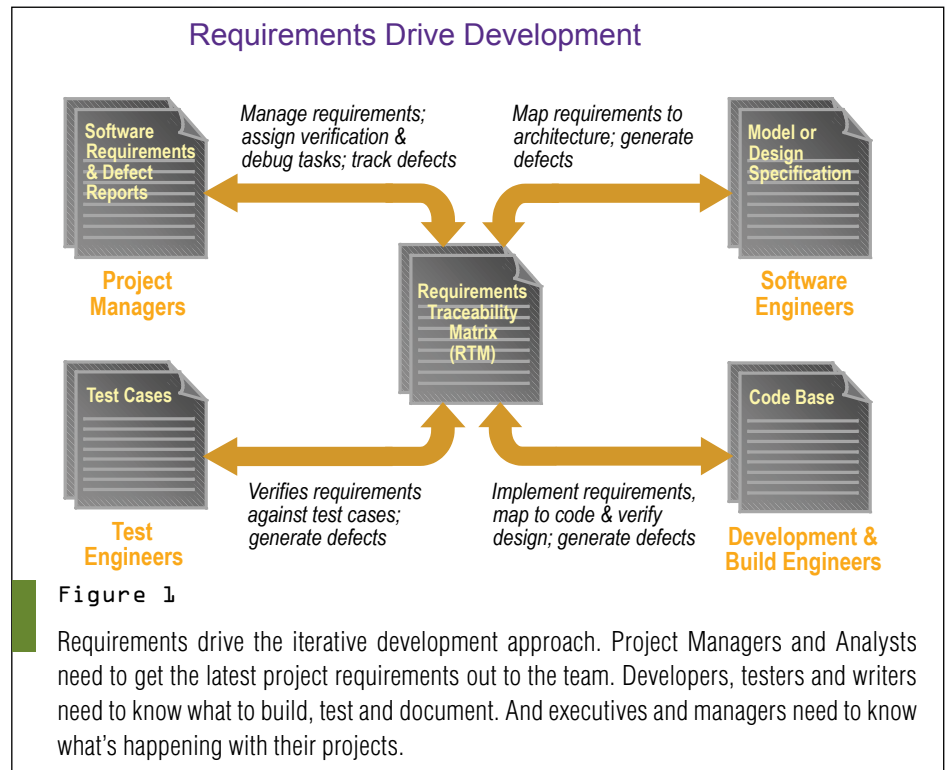 Requirements Drive Development
Software
Requirements
& Defect
Reports
Project
Managers
Manage requirements;
assign verification &
debug tasks; track defects
Map requirements to
architecture; generate
defects
Model or
Design
Specification
Software
Engineers
Requirements
Traceability
Matrix
(RTM)
Test Cases
Test
Engineers
Verifies requirements
against test cases;
generate defects
Implement requirements,
map to code & verify
design; generate defects
Code Base
Development &
Build Engineers
Figure 1
Requirements drive the iterative development approach. Project Managers and Analysts
need to get the latest project requirements out to the team. Developers, testers and writers
need to know what to build, test and document. And executives and managers need to know
what's happening with their projects.